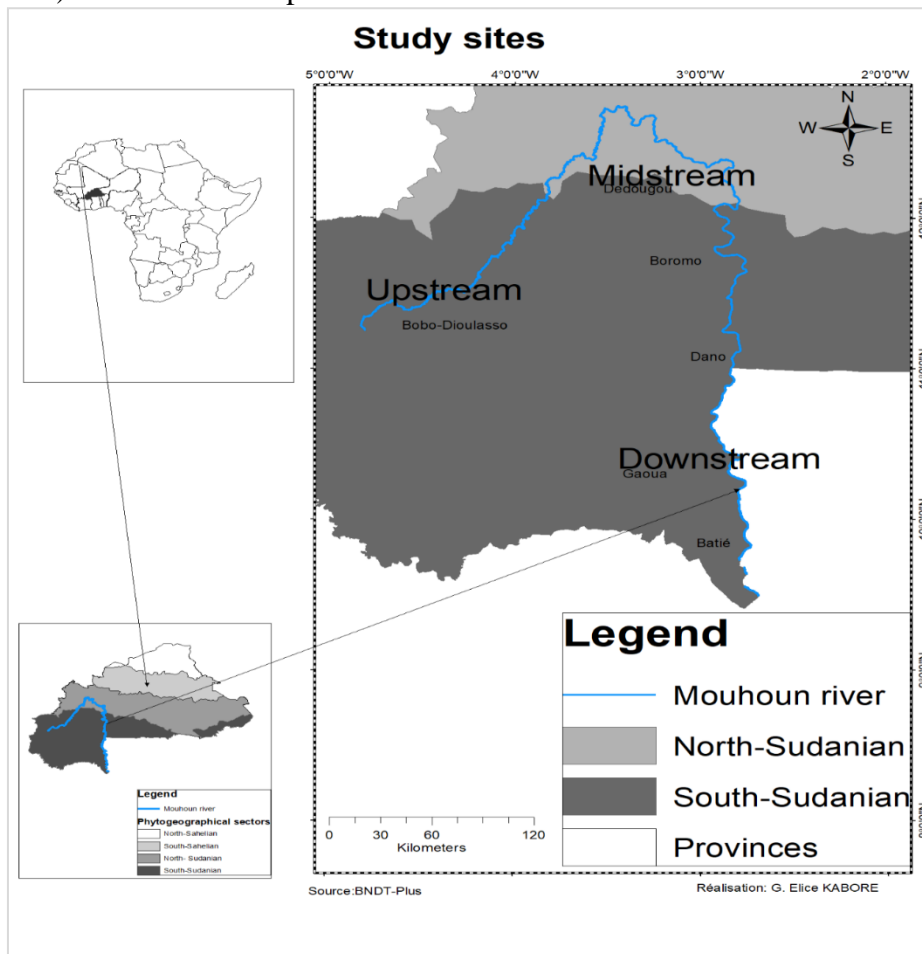 Study sites
5°0'0"W 4°0'0"W 3°0'0"W 2°0'0"W
N
W E
S
Midstream
Dedougou
Boromo
Upstream
Bobo-Dioulasso
Dano
Downstream
Gaoua
Batié
Legend
Mouhoun river
North-Sudanian
South-Sudanian
Provinces
0 30 60 120
Kilometers
Legend
Mouhoun river
Phytogeographical sectors
North-Sahelian
South-Sahelian
North- Sudanian
South-Sudanian
Source:BNDT-Plus
Réalisation: G. Elice KABORE